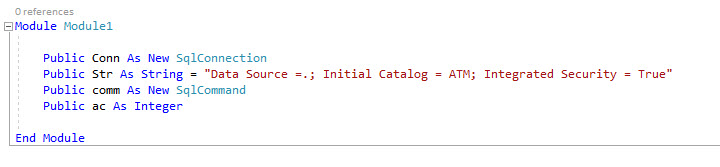 0 references
Module Module1
Public Conn As New SqlConnection
Public Str As String = "Data Source =.; Initial Catalog = ATM; Integrated Security = True"
Public comm As New SqlCommand
Public ac As Integer
End Module